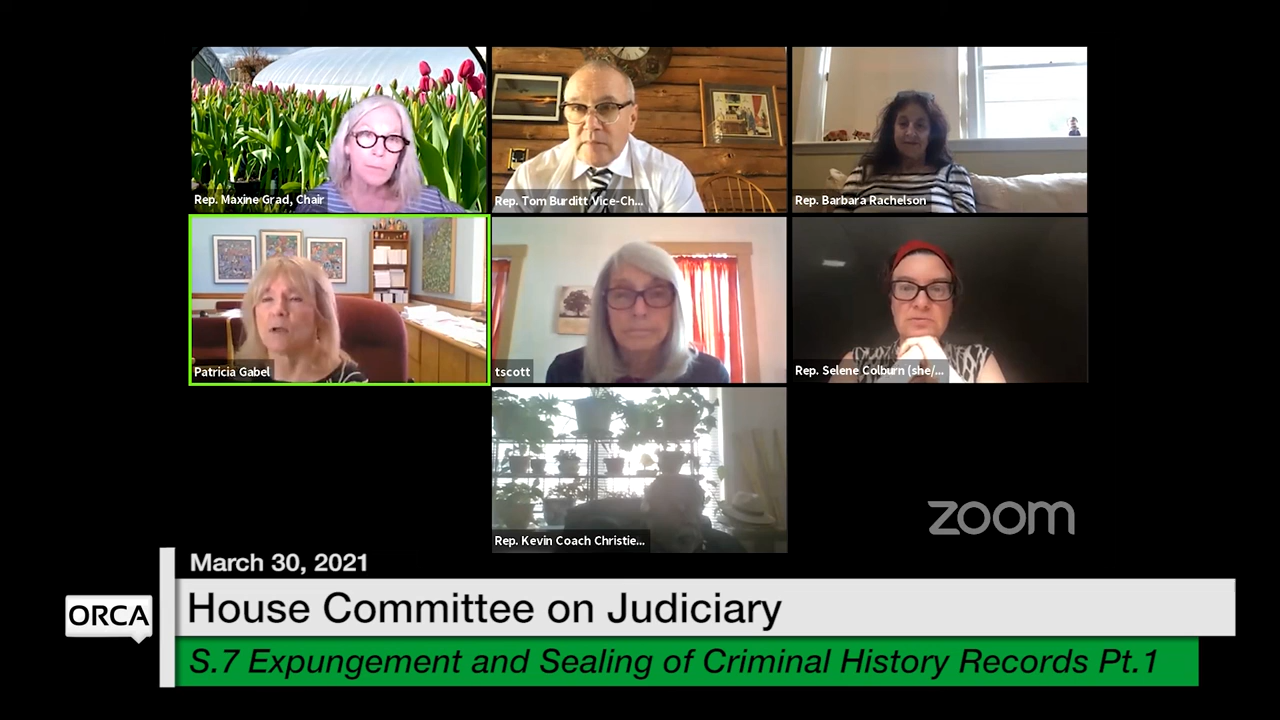 Rep. Maxine Grad, Chair
Rep. Tom Burditt Vice-Ch...
Rep. Barbara Rachelson
Patricia Gabel
tscott
Rep. Selene Colburn (she/...
Rep. Kevin Coach Christie...
zoom
March 30, 2021
ORCA
House Committee on Judiciary
S.7 Expungement and Sealing of Criminal History Records Pt.1